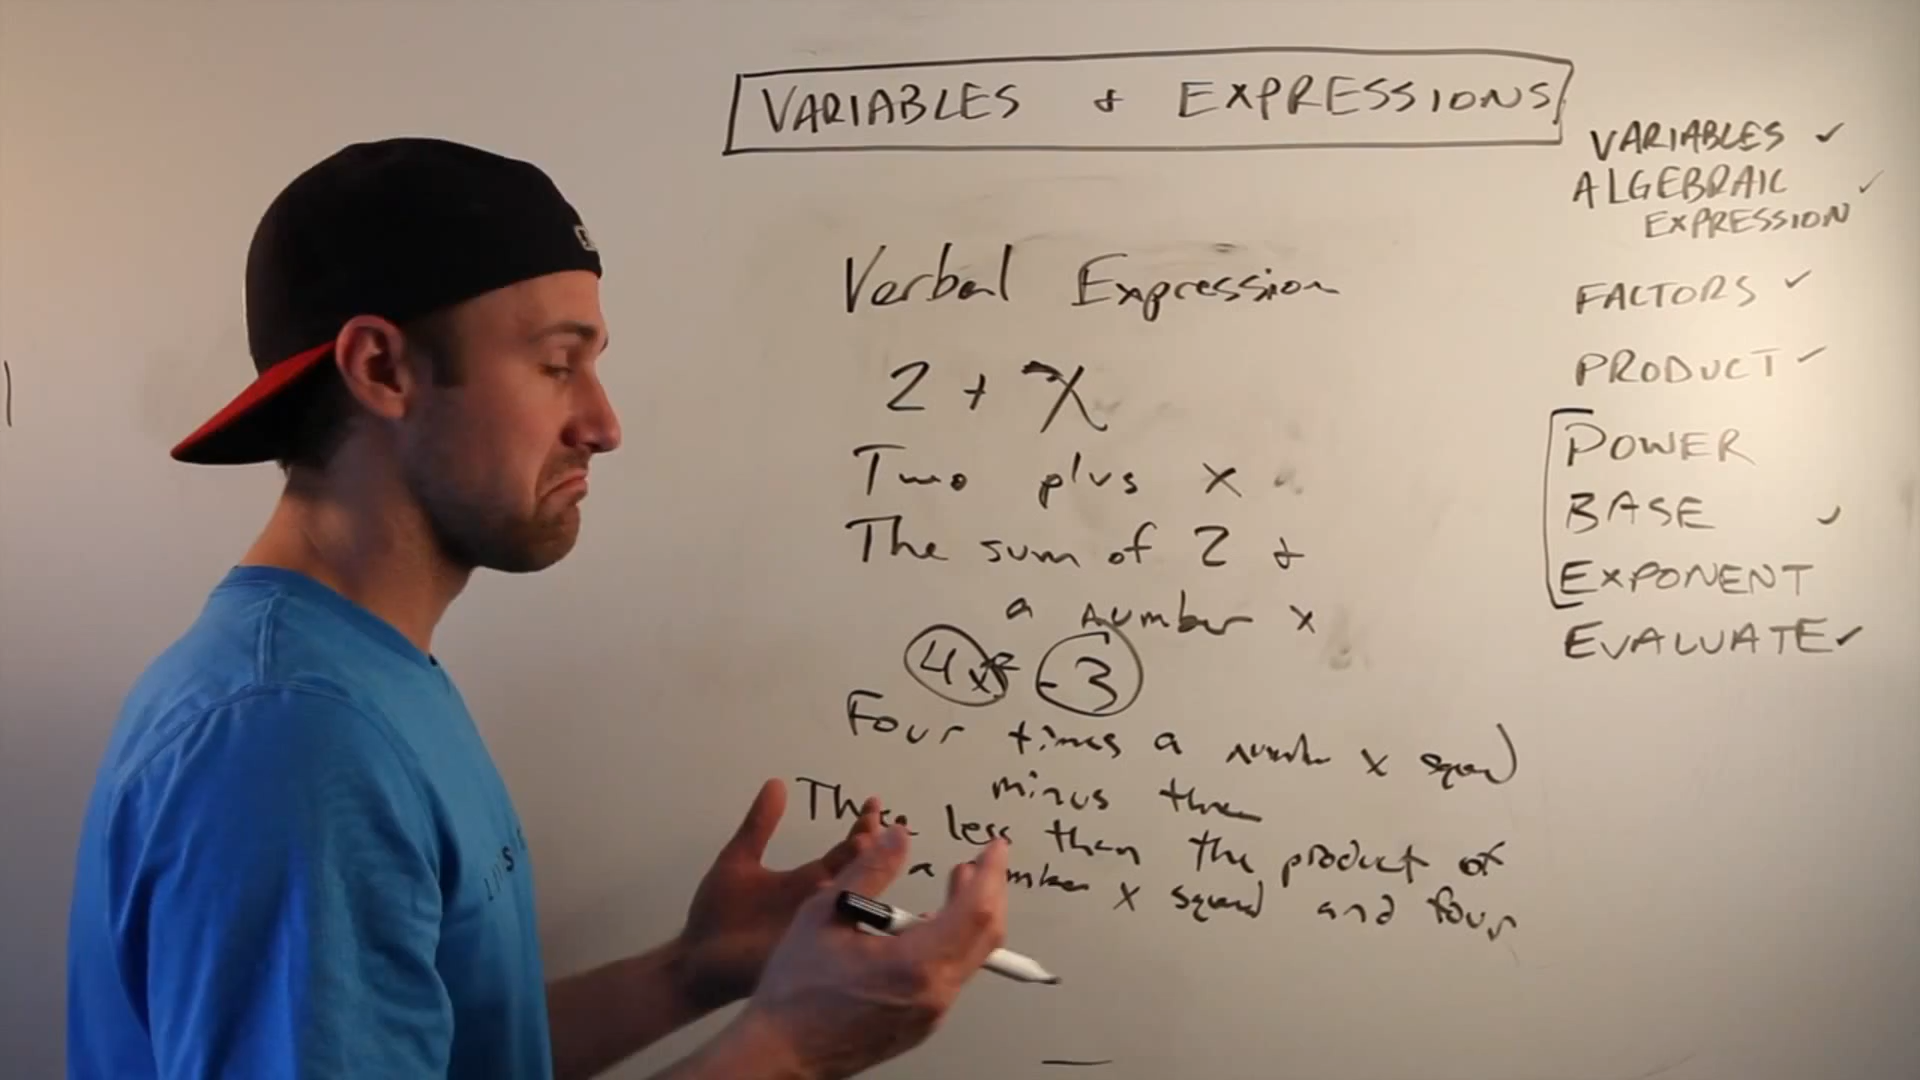 VARIABLES & EXPRESSIONS
Verbal Expression
2 + x
Two plus x
The sum of 2 &
a number x
4x² - 3
Four times a number x squared
minus three
Three less than the product of
a number x squared and four
VARIABLES ✓
ALGEBRAIC ✓
EXPRESSION
FACTORS ✓
PRODUCT ✓
POWER
BASE ✓
EXPONENT
EVALUATE ✓